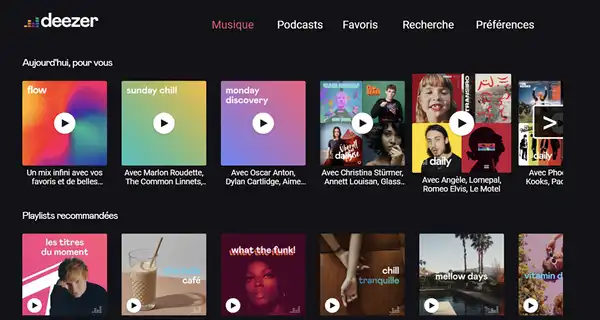 deezer
Musique Podcasts Favoris Recherche Préférences
Aujourd'hui, pour vous
flow
sunday chill
monday
discovery
daily
daily
Un mix infini avec vos
favoris et de belles...
Avec Marlon Roudette,
The Common Linnets,..
Avec Oscar Anton,
Dylan Cartlidge, Aime..
Avec Christina Stürmer,
Annett Louisan, Glass..
Avec Angèle, Lomepal,
Romeo Elvis, Le Motel
Avec Phoe
Kooks, Pac
Playlists recommandées
les titres
du moment
café
what the funk!
chill
tranquille
mellow days
vitamin d